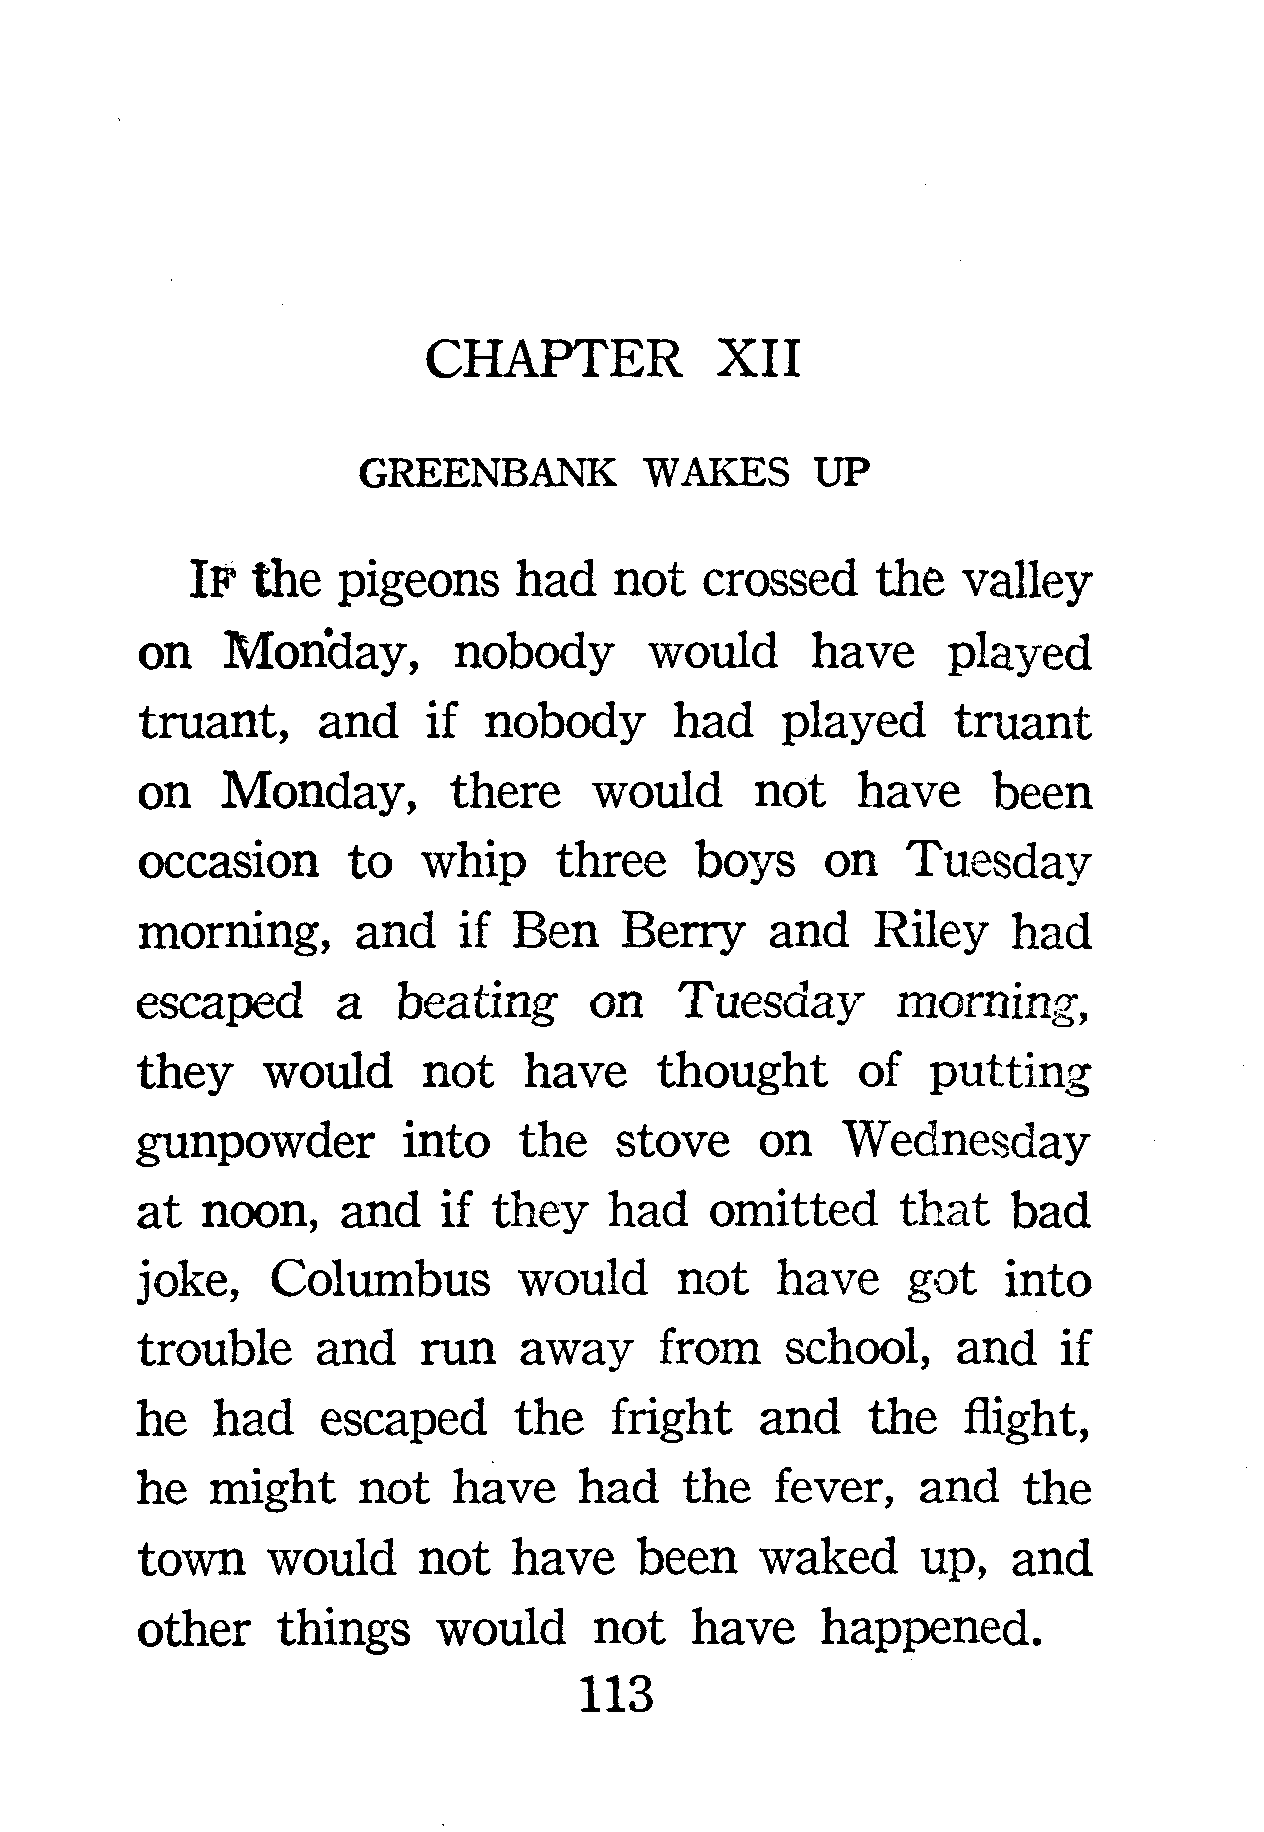 CHAPTER XII
GREENBANK WAKES UP
IF the pigeons had not crossed the valley
on Monday, nobody would have played
truant, and if nobody had played truant
on Monday, there would not have been
occasion to whip three boys on Tuesday
morning, and if Ben Berry and Riley had
escaped a beating on Tuesday morning,
they would not have thought of putting
gunpowder into the stove on Wednesday
at noon, and if they had omitted that bad
joke, Columbus would not have got into
trouble and run away from school, and if
he had escaped the fright and the flight,
he might not have had the fever, and the
town would not have been waked up, and
other things would not have happened.
113